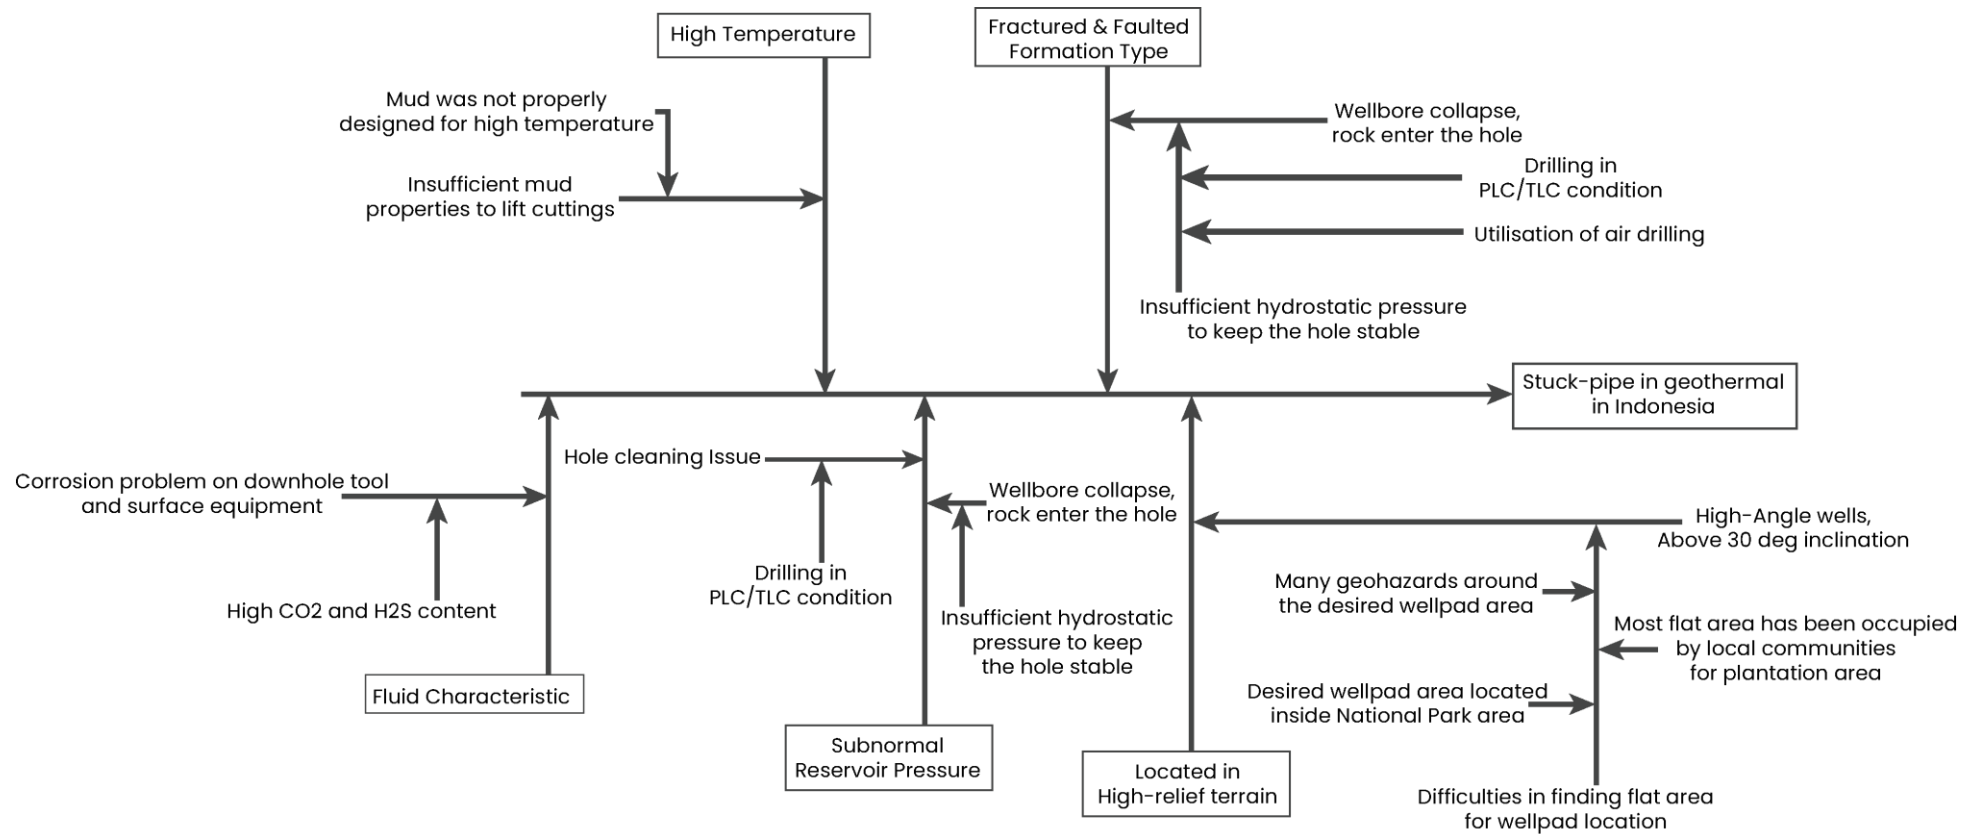 High Temperature
Fractured & Faulted
Formation Type
Mud was not properly
designed for high temperature
Insufficient mud
properties to lift cuttings
Wellbore collapse,
rock enter the hole
Drilling in
PLC/TLC condition
Utilisation of air drilling
Insufficient hydrostatic pressure
to keep the hole stable
Stuck-pipe in geothermal
in Indonesia
Corrosion problem on downhole tool
and surface equipment
High CO2 and H2S content
Fluid Characteristic
Hole cleaning Issue
Drilling in
PLC/TLC condition
Wellbore collapse,
rock enter the hole
Insufficient hydrostatic
pressure to keep
the hole stable
Subnormal
Reservoir Pressure
High-Angle wells,
Above 30 deg inclination
Many geohazards around
the desired wellpad area
Most flat area has been occupied
by local communities
for plantation area
Desired wellpad area located
inside National Park area
Located in
High-relief terrain
Difficulties in finding flat area
for wellpad location